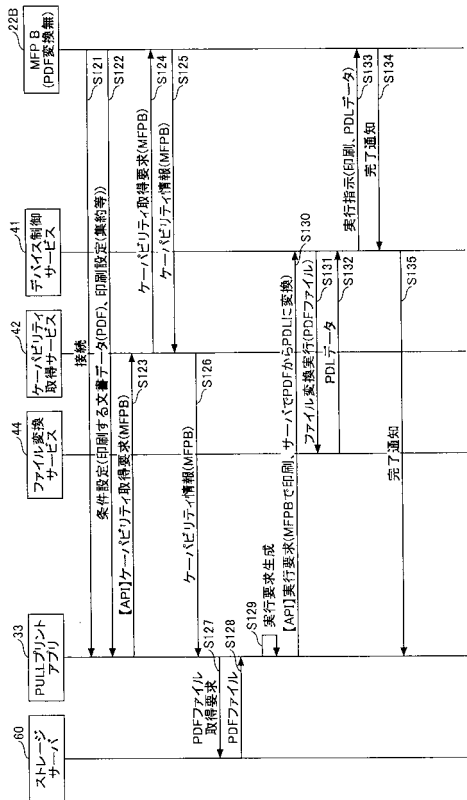 60
ストレージ
サーバ
33
PULLプリント
アプリ
44
ファイル変換
サービス
42
ケーパビリティ
取得サービス
41
デバイス制御
サービス
22B
MFP B
(PDF変換無)
接続
S121
条件設定(印刷する文書データ(PDF)、印刷設定(集約等))
S122
【API】ケーパビリティ取得要求(MFPB)
S123
ケーパビリティ取得要求(MFPB)
S124
ケーパビリティ情報(MFPB)
S125
ケーパビリティ情報(MFPB)
S126
PDFファイル
取得要求
S127
PDFファイル
S128
S129
実行要求生成
【API】実行要求(MFPBで印刷、サーバでPDFからPDLに変換)
S130
ファイル変換実行(PDFファイル)
S131
PDLデータ
S132
実行指示(印刷、PDLデータ)
S133
完了通知
S134
完了通知
S135